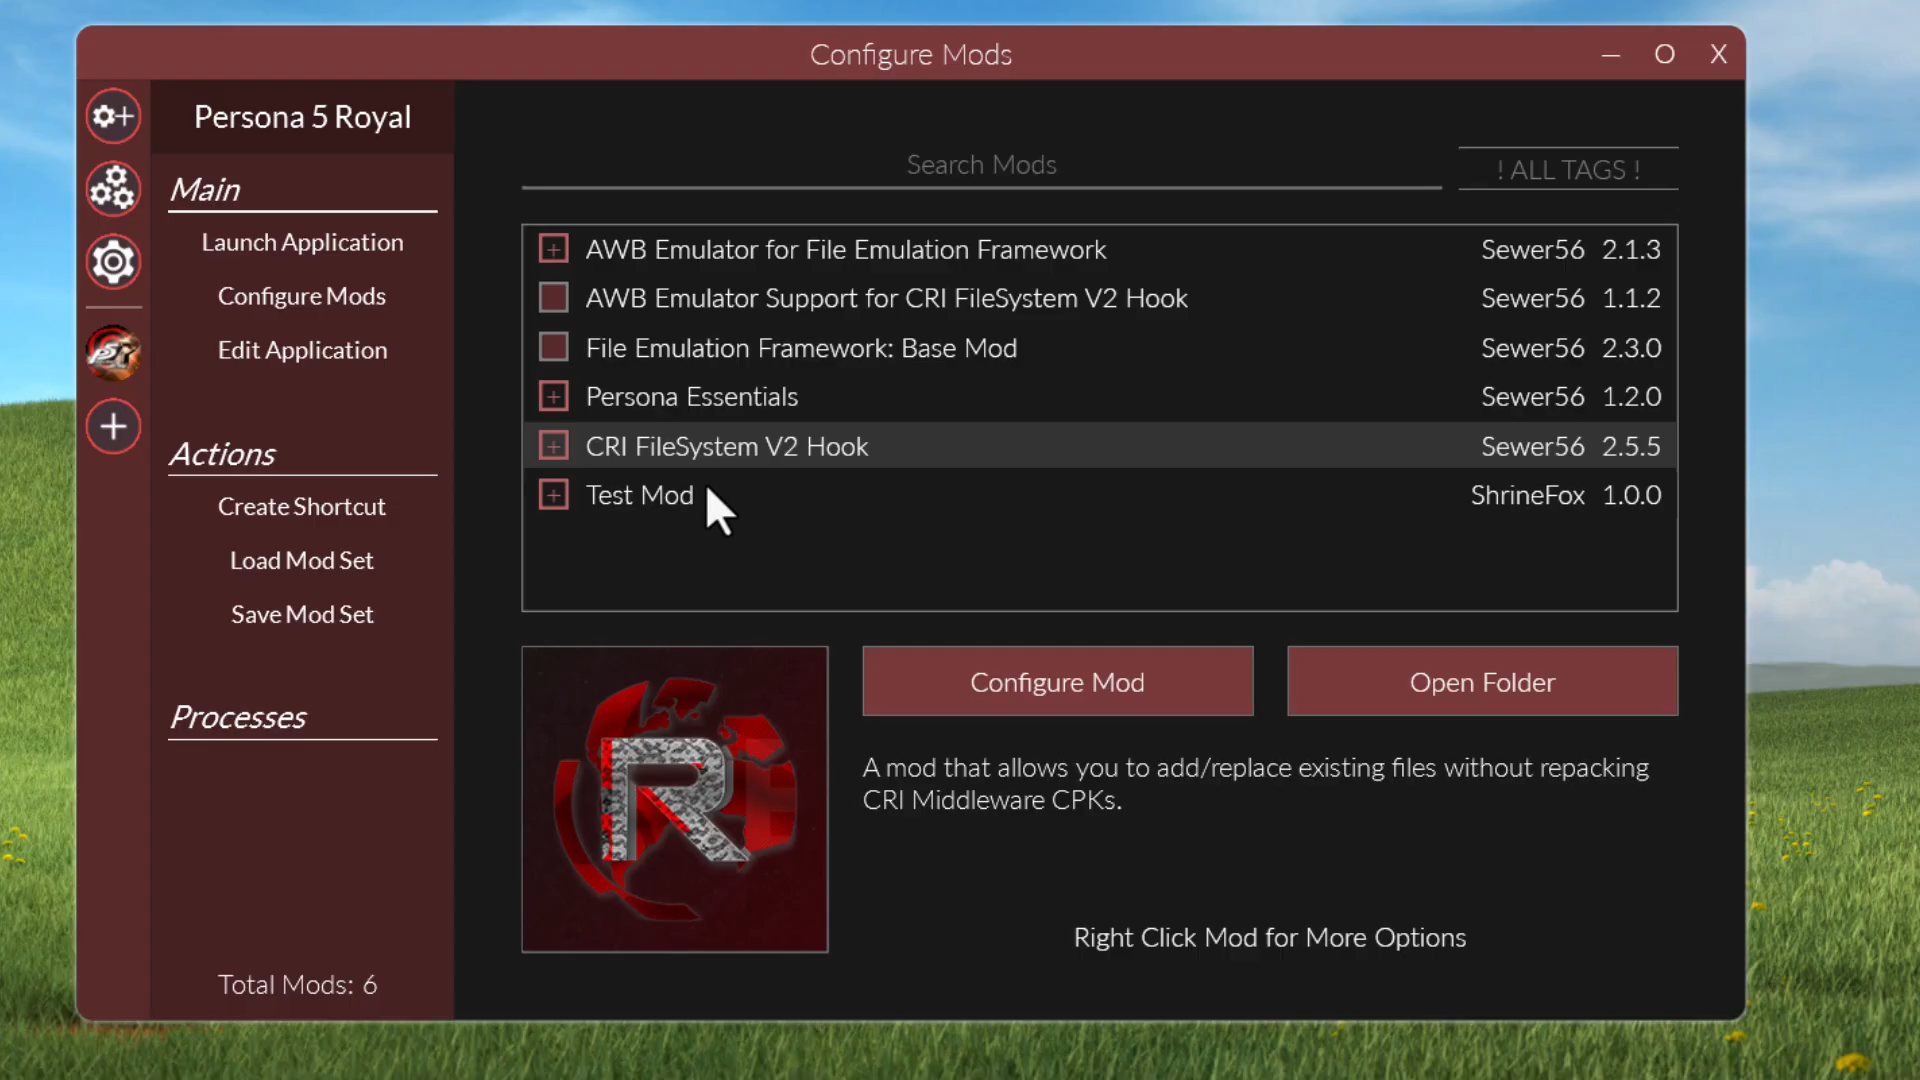 Configure Mods
— O X
Persona 5 Royal
Main
Launch Application
Configure Mods
Edit Application
Actions
Create Shortcut
Load Mod Set
Save Mod Set
Processes
Total Mods: 6
Search Mods
! ALL TAGS !
AWB Emulator for File Emulation Framework Sewer56 2.1.3
AWB Emulator Support for CRI FileSystem V2 Hook Sewer56 1.1.2
File Emulation Framework: Base Mod Sewer56 2.3.0
Persona Essentials Sewer56 1.2.0
CRI FileSystem V2 Hook Sewer56 2.5.5
Test Mod ShrineFox 1.0.0
R
Configure Mod
Open Folder
A mod that allows you to add/replace existing files without repacking
CRI Middleware CPKs.
Right Click Mod for More Options